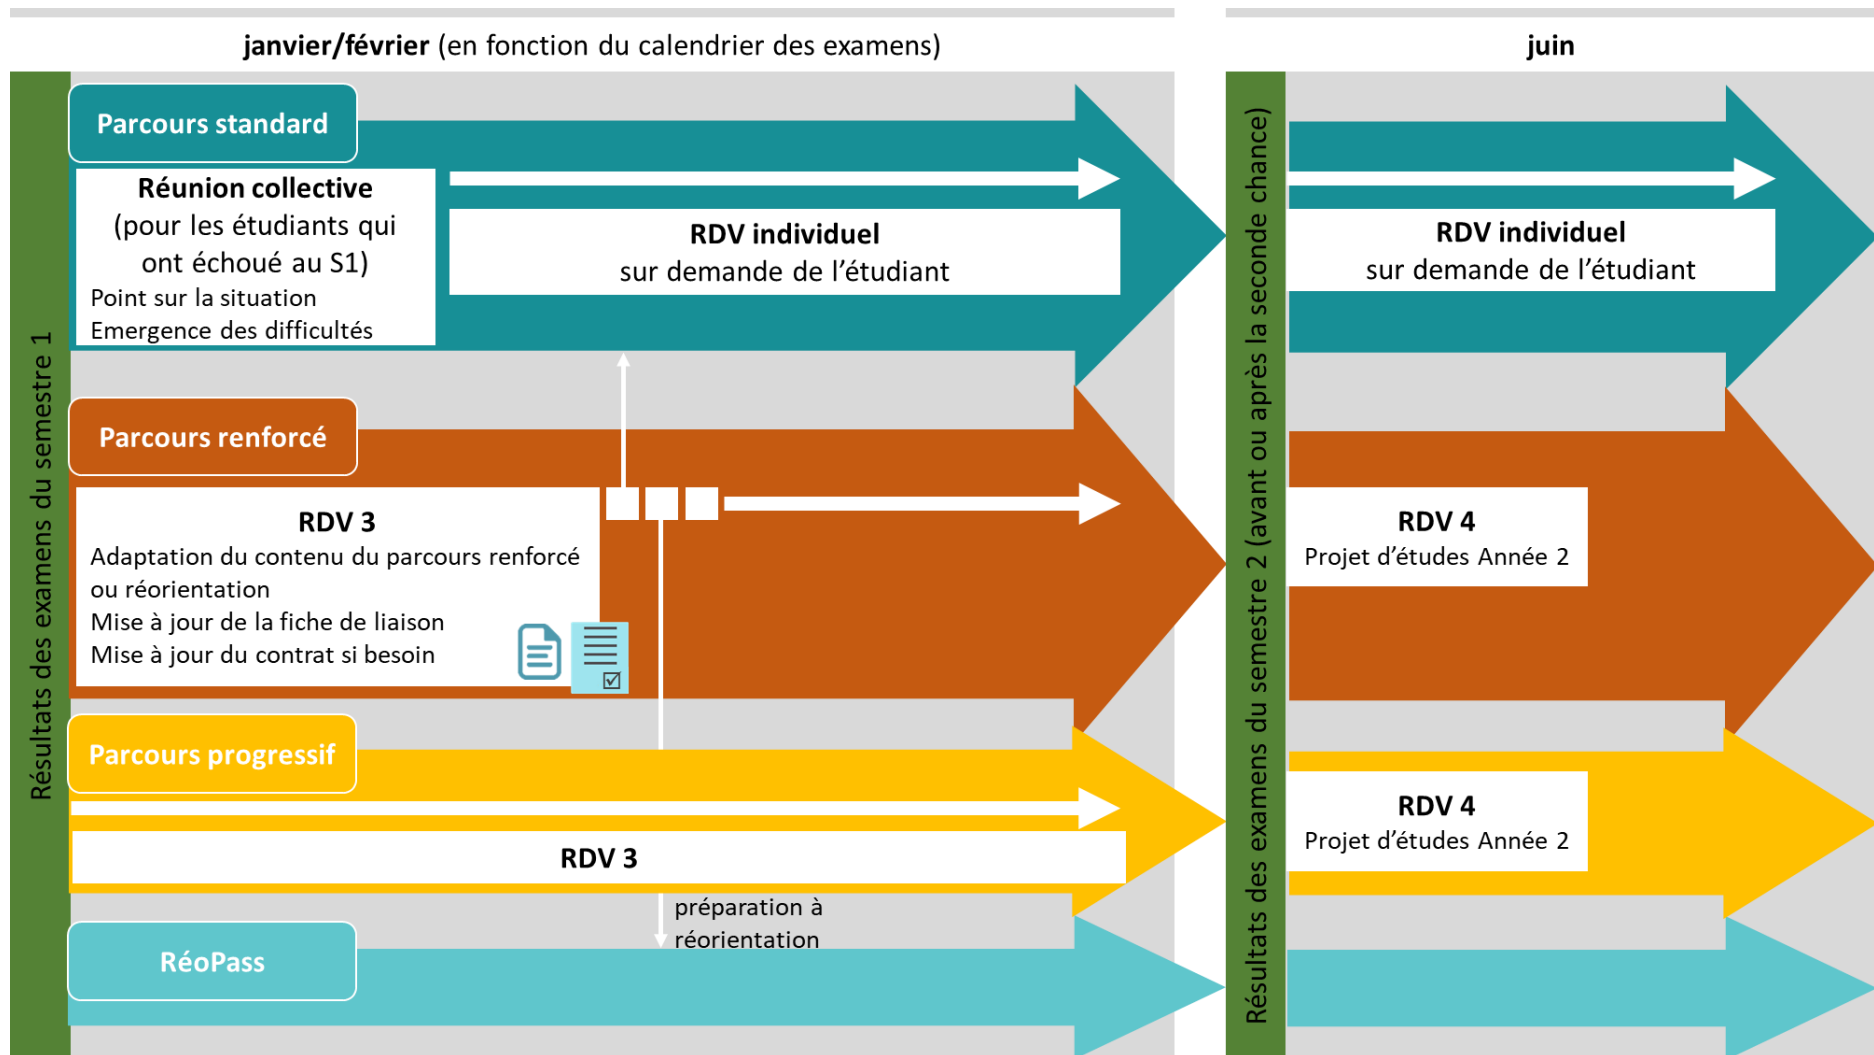 janvier/février (en fonction du calendrier des examens)
juin
Résultats des examens du semestre 1
Parcours standard
Réunion collective
(pour les étudiants qui
ont échoué au S1)
Point sur la situation
Emergence des difficultés
RDV individuel
sur demande de l’étudiant
Parcours renforcé
RDV 3
Adaptation du contenu du parcours renforcé
ou réorientation
Mise à jour de la fiche de liaison
Mise à jour du contrat si besoin
Parcours progressif
RDV 3
préparation à
réorientation
RéoPass
Résultats des examens du semestre 2 (avant ou après la seconde chance)
RDV individuel
sur demande de l’étudiant
RDV 4
Projet d’études Année 2
RDV 4
Projet d’études Année 2